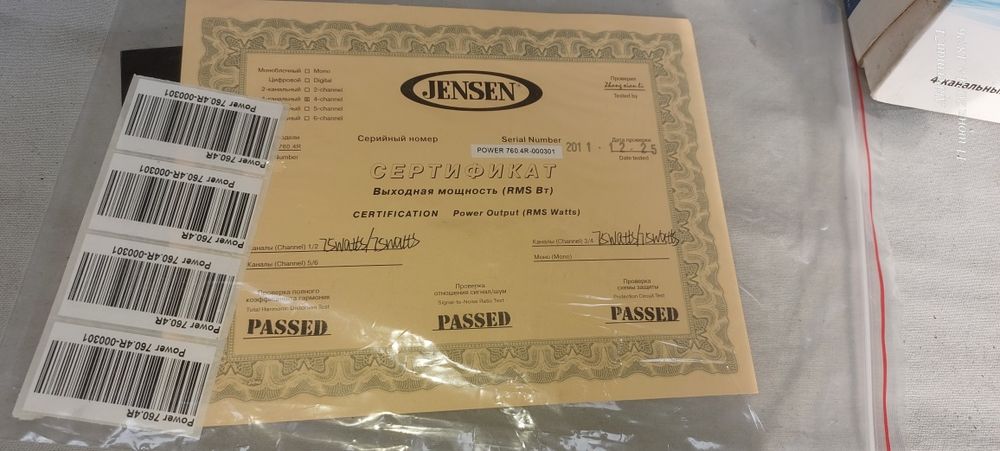 Моноблочный □ Mono
Цифровой □ Digital
2-канальный □ 2-channel
4-channel
5-channel
6-channel
760.4R
JENSEN
Проверил
Tested by
Серийный номер
Serial Number
POWER 760.4R-000301
Дата проверки
2011 - 12 - 25
Date tested
СЕРТИФИКАТ
Выходная мощность (RMS Вт)
CERTIFICATION Power Output (RMS Watts)
Каналы (Channel) 1/2 75watts/75watts
Каналы (Channel) 3/4 75watts/75watts
Каналы (Channel) 5/6
Моно (Mono)
Проверка полного
коэффициента гармоник
Total Harmonic Distortion Test
PASSED
Проверка
отношения сигнал/шум
Signal-to-Noise Ratio Test
PASSED
Проверка
схемы защиты
Protection Circuit Test
PASSED
Power 760.4R-000301
Power 760.4R
Power 760.4R-000301
Power 760.4R
Power 760.4R-000301
Power 760.4R
Power 760.4R-000301
Power 760.4R
4-канальны